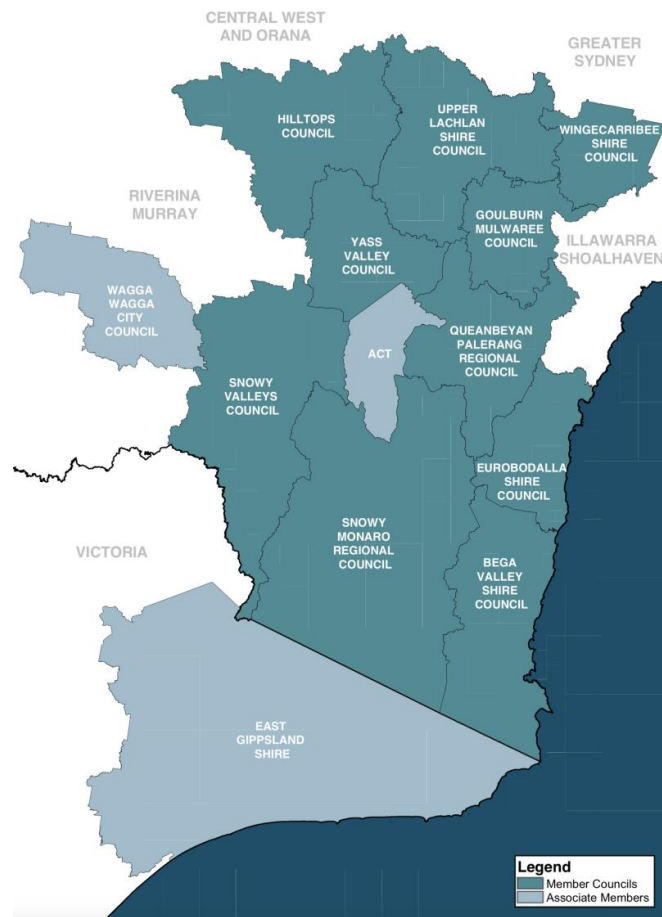 CENTRAL WEST
AND ORANA
GREATER
SYDNEY
HILLTOPS
COUNCIL
UPPER
LACHLAN
SHIRE
COUNCIL
WINGECARRIBEE
SHIRE
COUNCIL
RIVERINA
MURRAY
GOULBURN
MULWAREE
COUNCIL
YASS
VALLEY
COUNCIL
ILLAWARRA
SHOALHAVEN
WAGGA
WAGGA
CITY
COUNCIL
ACT
QUEANBEYAN
PALERANG
REGIONAL
COUNCIL
SNOWY
VALLEYS
COUNCIL
EUROBODALLA
SHIRE
COUNCIL
SNOWY
MONARO
REGIONAL
COUNCIL
VICTORIA
BEGA
VALLEY
SHIRE
COUNCIL
EAST
GIPPSLAND
SHIRE
Legend
Member Councils
Associate Members